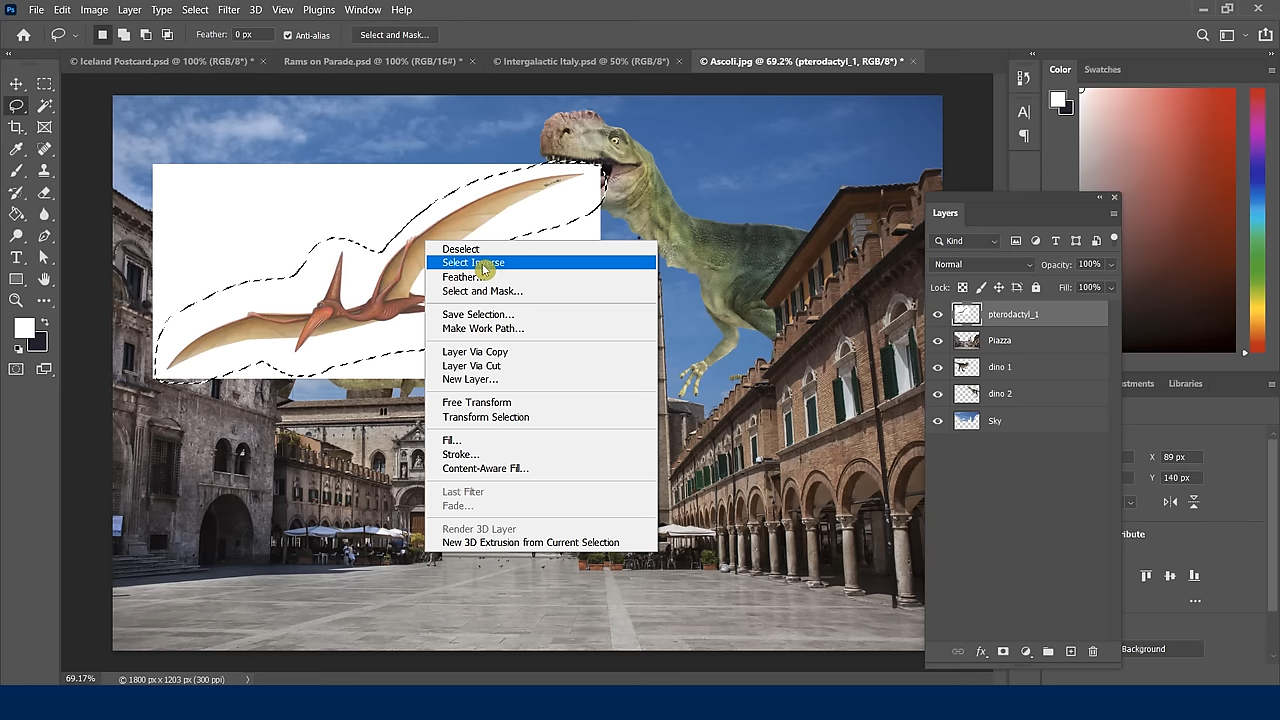 Ps File Edit Image Layer Type Select Filter 3D View Plugins Window Help
Feather: 0 px Anti-alias Select and Mask...
© Iceland Postcard.psd @ 100% (RGB/8*) * × Rams on Parade.psd @ 100% (RGB/16#) * × © Intergalactic Italy.psd @ 50% (RGB/8*) × © Ascoli.jpg @ 69.2% (pterodactyl_1, RGB/8*) * ×
Color Swatches
Layers
Kind
Normal Opacity: 100%
Lock: Fill: 100%
pterodactyl_1
Piazza
dino 1
dino 2
Sky
Deselect
Select Inverse
Feather...
Select and Mask...
Save Selection...
Make Work Path...
Layer Via Copy
Layer Via Cut
New Layer...
Free Transform
Transform Selection
Fill...
Stroke...
Content-Aware Fill...
Last Filter
Fade...
Render 3D Layer
New 3D Extrusion from Current Selection
stments Libraries
X 89 px
Y 140 px
ribute
Background
69.17% © 1800 px x 1203 px (300 ppi)